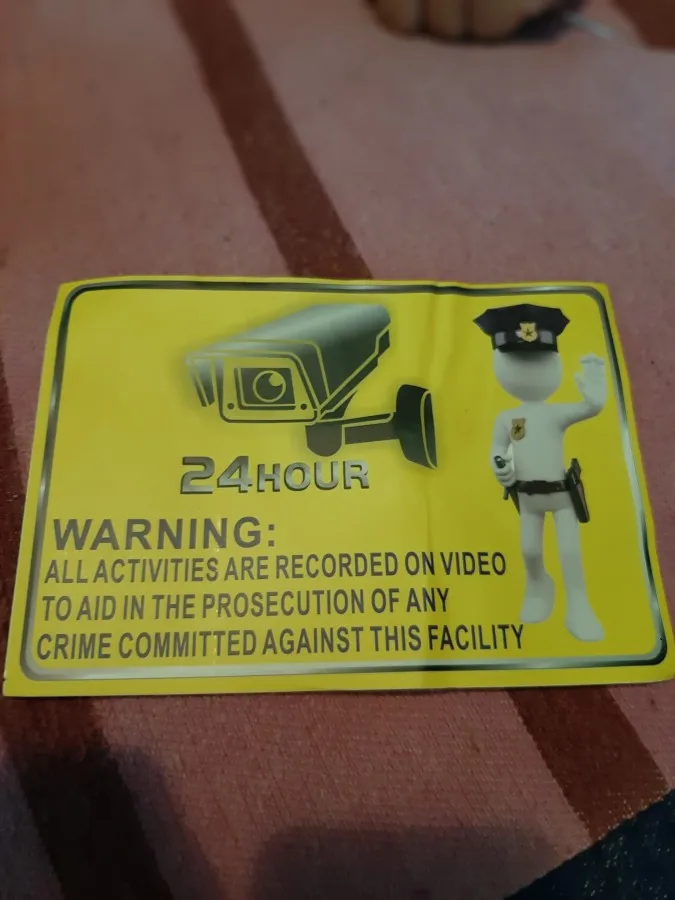 24HOUR
WARNING:
ALL ACTIVITIES ARE RECORDED ON VIDEO
TO AID IN THE PROSECUTION OF ANY
CRIME COMMITTED AGAINST THIS FACILITY